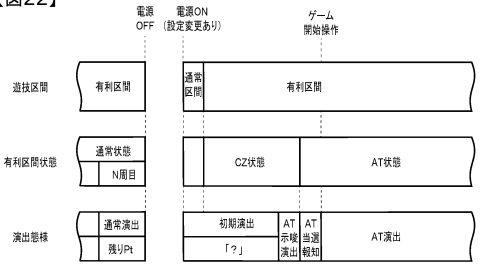 【図22】
電源
OFF
電源ON
(設定変更あり)
ゲーム
開始操作
遊技区間
有利区間
通常
区間
有利区間
有利区間状態
通常状態
N周目
CZ状態
AT状態
演出態様
通常演出
残りPt
初期演出
「?」
AT
示唆
演出
AT
当選
報知
AT演出